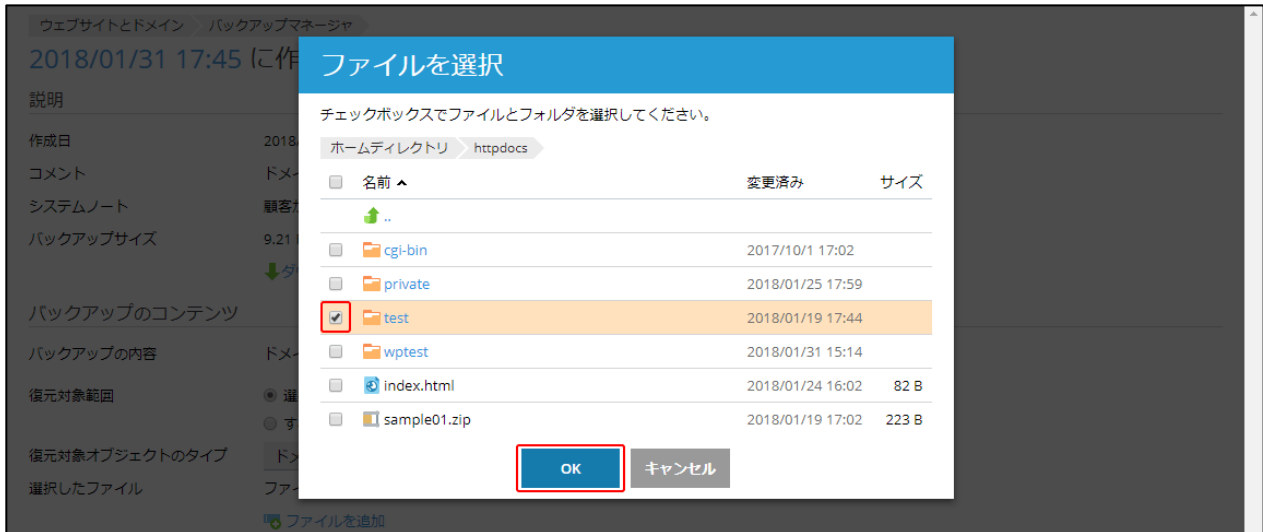 ウェブサイトとドメイン バックアップマネージャ
2018/01/31 17:45 に作
説明
作成日 2018
コメント ドメ
システムノート 顧客
バックアップサイズ 9.21
バックアップのコンテンツ
バックアップの内容 ドメ
復元対象範囲 選
す
復元対象オブジェクトのタイプ ドメ
選択したファイル ファ
ファイルを追加
ファイルを選択
チェックボックスでファイルとフォルダを選択してください。
ホームディレクトリ httpdocs
名前 変更済み サイズ
..
cgi-bin 2017/10/1 17:02
private 2018/01/25 17:59
test 2018/01/19 17:44
wptest 2018/01/31 15:14
index.html 2018/01/24 16:02 82 B
sample01.zip 2018/01/19 17:02 223 B
OK キャンセル